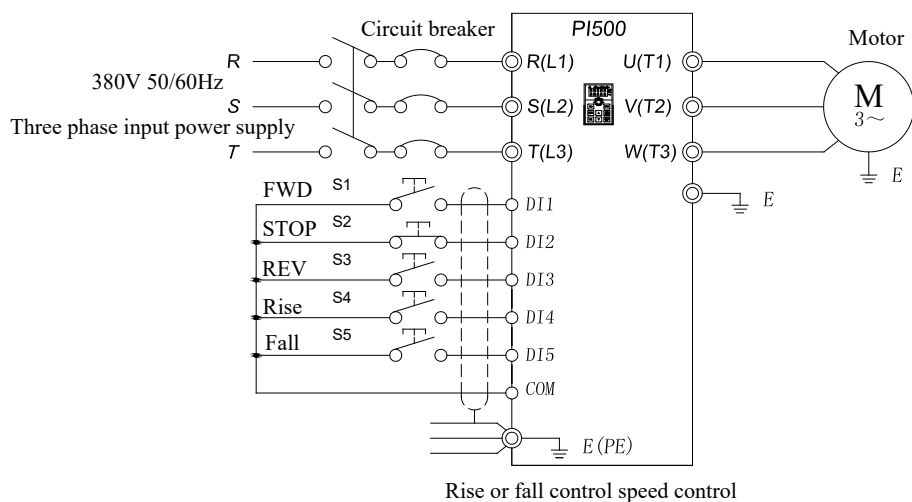 Circuit breaker
PI500
Motor
R
R(L1)
U(T1)
380V 50/60Hz
S
S(L2)
V(T2)
M
3~
Three phase input power supply
T
T(L3)
W(T3)
E
FWD
S1
DI1
E
STOP
S2
DI2
REV
S3
DI3
Rise
S4
DI4
Fall
S5
DI5
COM
E(PE)
Rise or fall control speed control